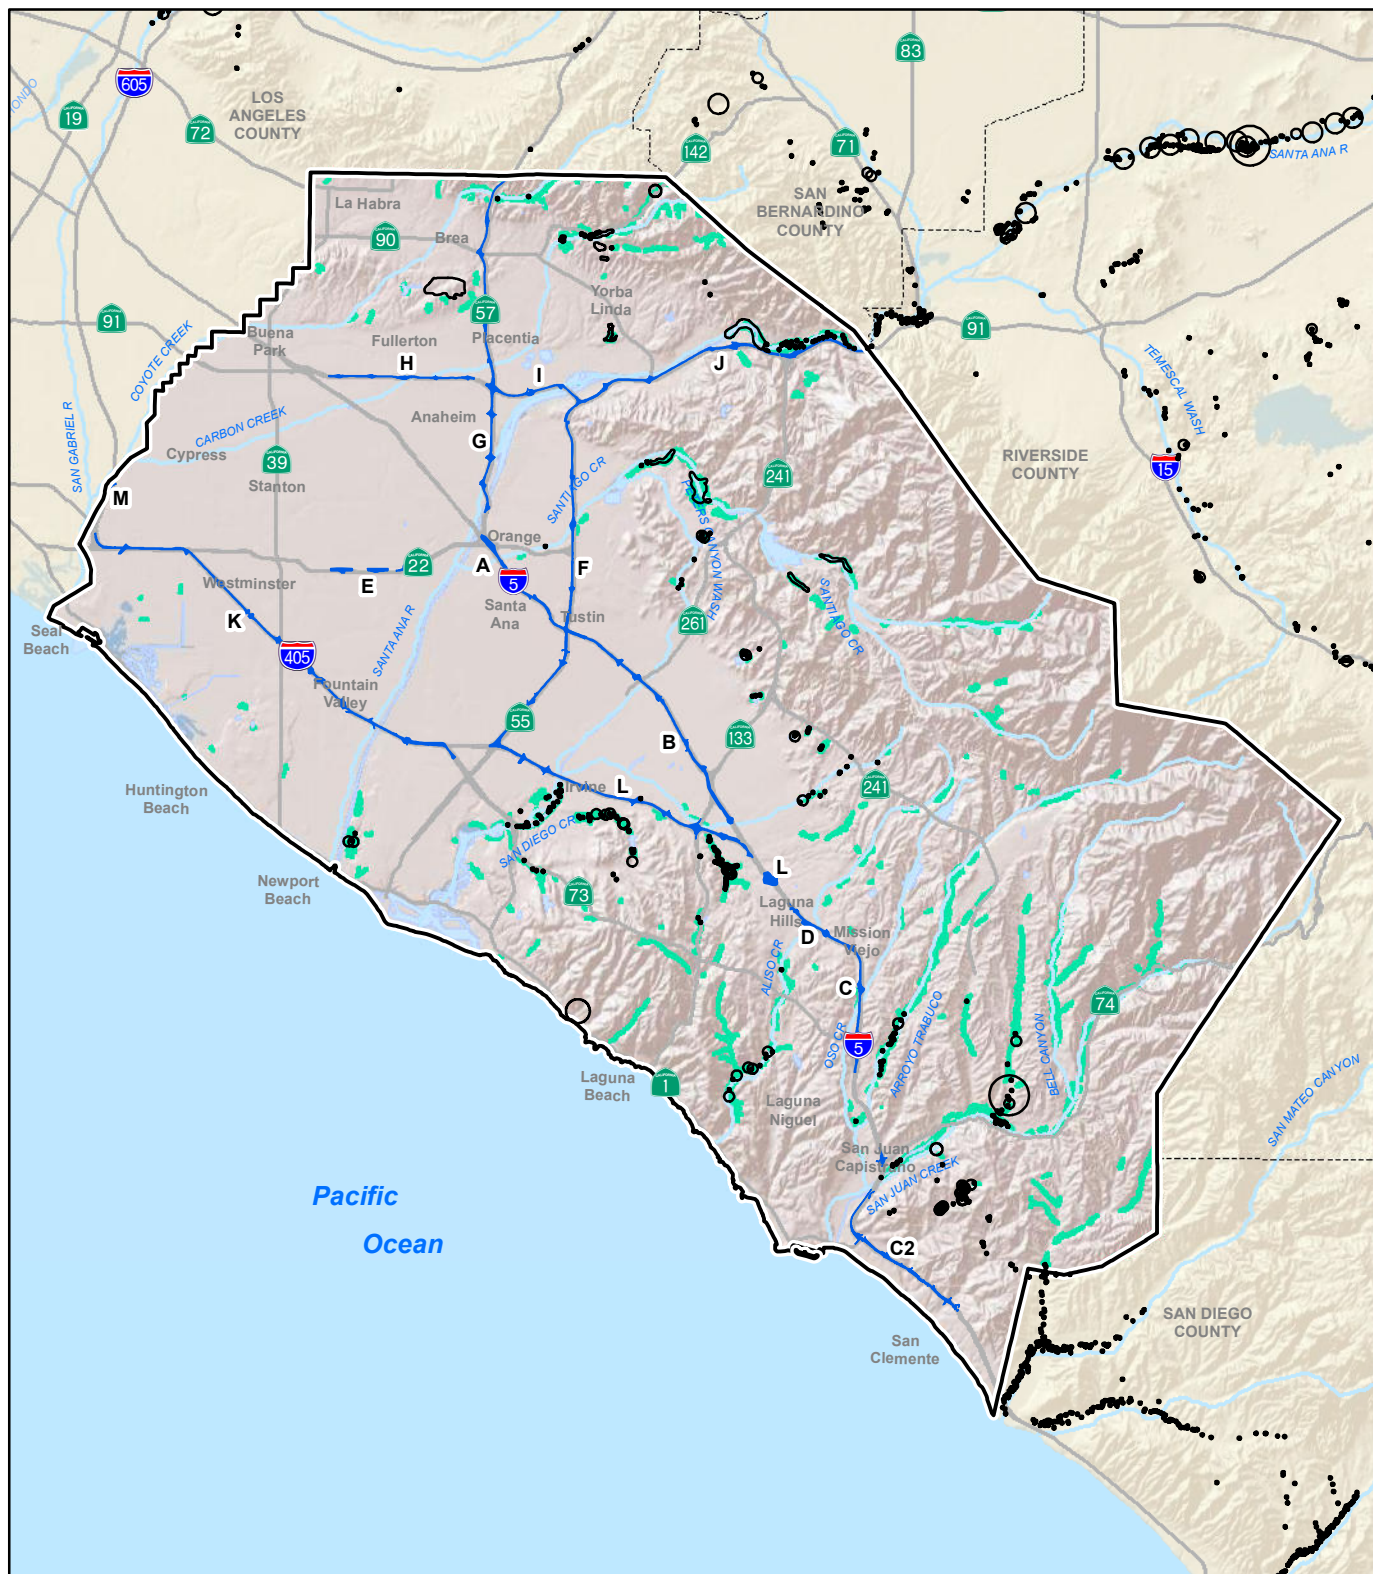 83
605
LOS
ANGELES
COUNTY
19
72
ONDO
142
71
SANTA ANA R
SAN
BERNARDINO
COUNTY
La Habra
90
Brea
57
Yorba
Linda
91
COYOTE CREEK
Buena
Park
Fullerton
Placentia
91
H
I
J
TEMESCAL WASH
SAN GABRIEL R
CARBON CREEK
Anaheim
G
Cypress
39
Stanton
M
SANTIAGO CR
241
RIVERSIDE
COUNTY
15
PETERS CANYON WASH
Orange
22
E
A
5
F
Westminster
Santa
Ana
Tustin
K
261
SANTIAGO CR
Seal
Beach
405
SANTA ANA R
Fountain
Valley
55
B
133
Huntington
Beach
Irvine
L
241
SAN DIEGO CR
Newport
Beach
73
L
Laguna
Hills
D
Mission
Viejo
ALISO CR
C
74
OSO CR
5
ARROYO TRABUCO
BELL CANYON
Laguna
Beach
1
Laguna
Niguel
SAN MATEO CANYON
San Juan
Capistrano
SAN JUAN CREEK
Pacific
Ocean
C2
San
Clemente
SAN DIEGO
COUNTY